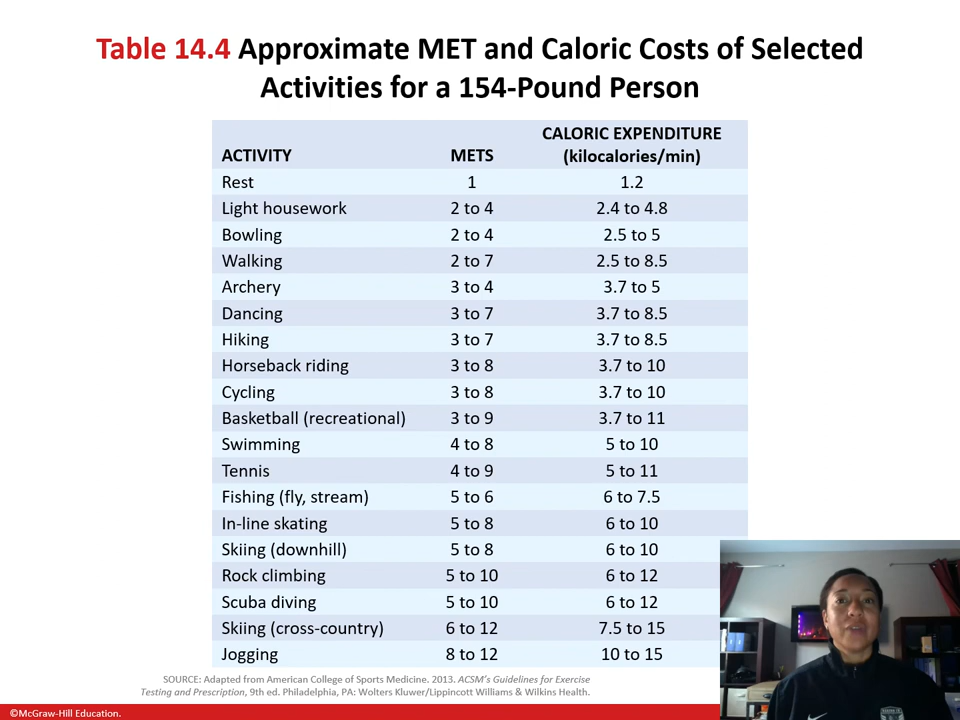 Table 14.4 Approximate MET and Caloric Costs of Selected
Activities for a 154-Pound Person
ACTIVITY METS CALORIC EXPENDITURE (kilocalories/min)
Rest 1 1.2
Light housework 2 to 4 2.4 to 4.8
Bowling 2 to 4 2.5 to 5
Walking 2 to 7 2.5 to 8.5
Archery 3 to 4 3.7 to 5
Dancing 3 to 7 3.7 to 8.5
Hiking 3 to 7 3.7 to 8.5
Horseback riding 3 to 8 3.7 to 10
Cycling 3 to 8 3.7 to 10
Basketball (recreational) 3 to 9 3.7 to 11
Swimming 4 to 8 5 to 10
Tennis 4 to 9 5 to 11
Fishing (fly, stream) 5 to 6 6 to 7.5
In-line skating 5 to 8 6 to 10
Skiing (downhill) 5 to 8 6 to 10
Rock climbing 5 to 10 6 to 12
Scuba diving 5 to 10 6 to 12
Skiing (cross-country) 6 to 12 7.5 to 15
Jogging 8 to 12 10 to 15
SOURCE: Adapted from American College of Sports Medicine. 2013. ACSM's Guidelines for Exercise
Testing and Prescription, 9th ed. Philadelphia, PA: Wolters Kluwer/Lippincott Williams & Wilkins Health.
©McGraw-Hill Education.